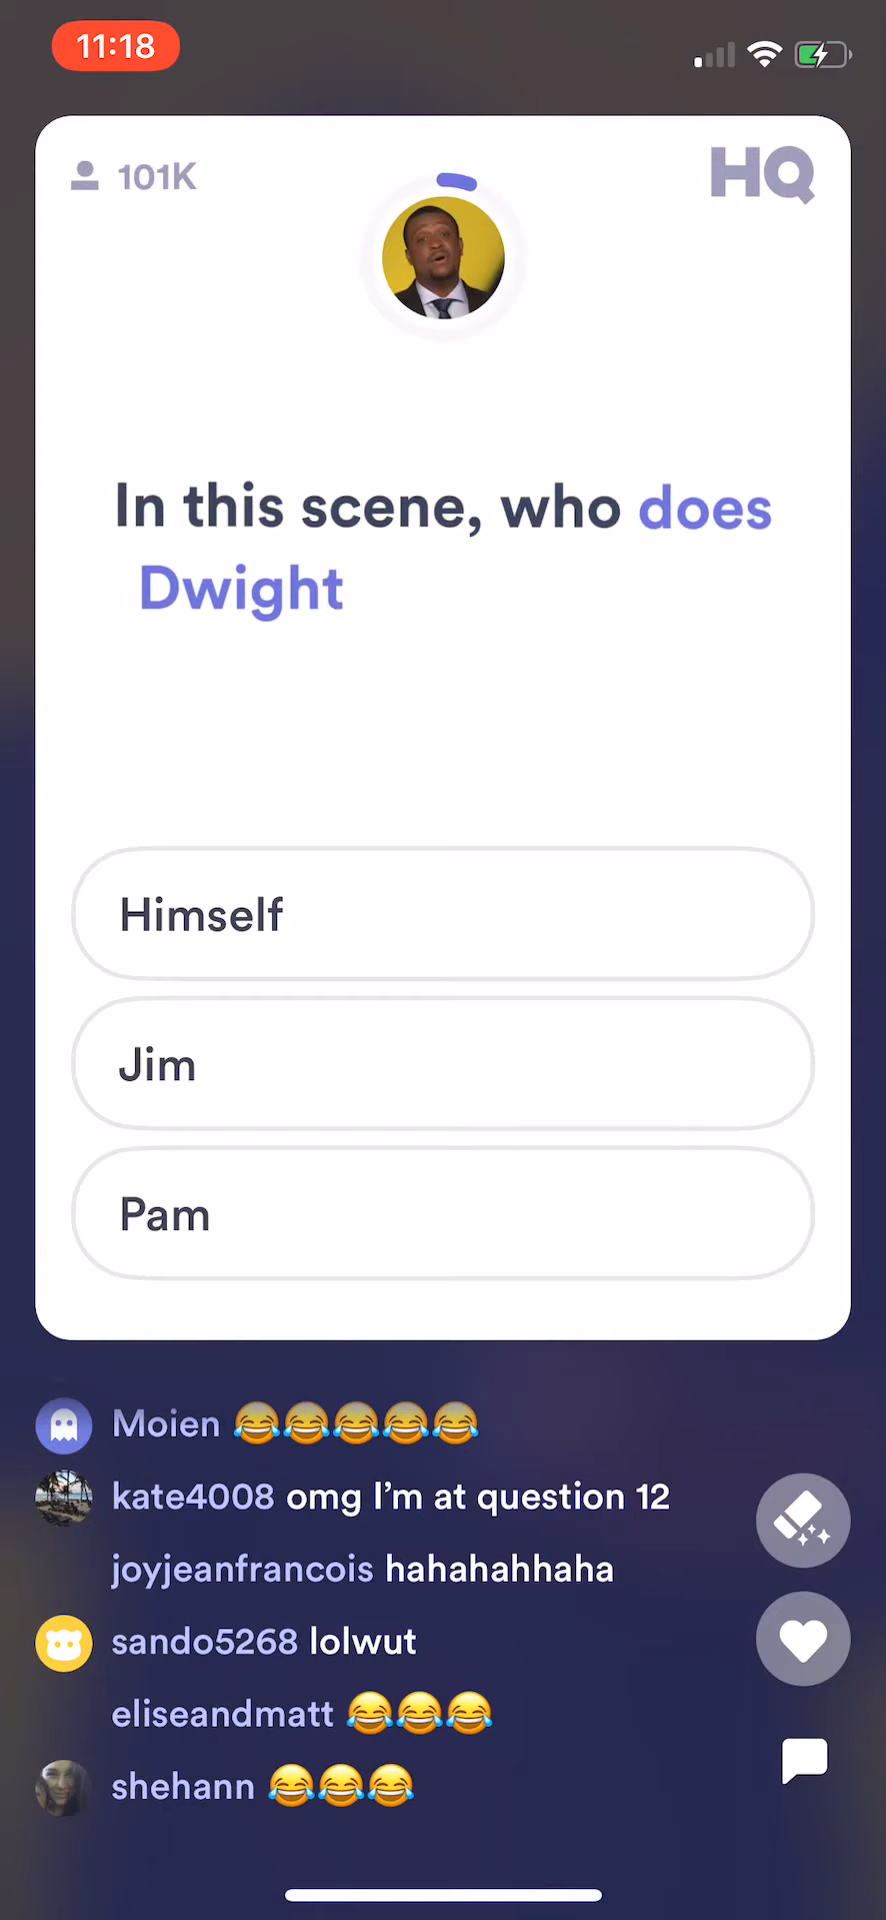 11:18
101K
HQ
In this scene, who does
Dwight
Himself
Jim
Pam
Moien 😂😂😂😂😂
kate4008 omg I'm at question 12
joyjeanfrancois hahahahhaha
sando5268 lolwut
eliseandmatt 😂😂😂
shehann 😂😂😂